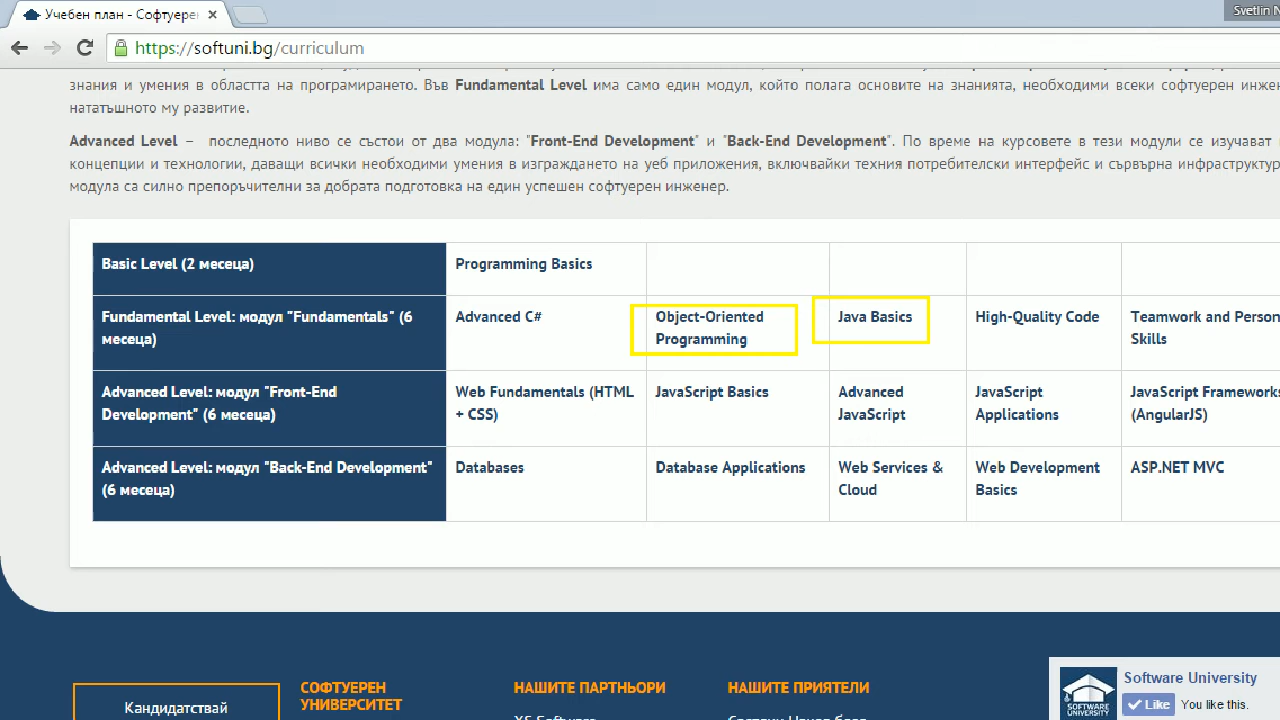 Учебен план - Софтуерен
Svetlin N
https://softuni.bg/curriculum
знания и умения в областта на програмирането. Във Fundamental Level има само един модул, който полага основите на знанията, необходими всеки софтуерен инжен
нататъшното му развитие.
Advanced Level – последното ниво се състои от два модула: "Front-End Development" и "Back-End Development". По време на курсовете в тези модули се изучават
концепции и технологии, даващи всички необходими умения в изграждането на уеб приложения, включвайки техния потребителски интерфейс и сървърна инфраструктур
модула са силно препоръчителни за добрата подготовка на един успешен софтуерен инженер.
Basic Level (2 месеца) Programming Basics
Fundamental Level: модул "Fundamentals" (6 Advanced C# Object-Oriented Java Basics High-Quality Code Teamwork and Person
месеца) Programming Skills
Advanced Level: модул "Front-End Web Fundamentals (HTML JavaScript Basics Advanced JavaScript JavaScript Frameworks
Development" (6 месеца) + CSS) JavaScript Applications (AngularJS)
Advanced Level: модул "Back-End Development" Databases Database Applications Web Services & Web Development ASP.NET MVC
(6 месеца) Cloud Basics
Software University
СОФТУЕРЕН НАШИТЕ ПАРТНЬОРИ НАШИТЕ ПРИЯТЕЛИ
УНИВЕРСИТЕТ
Кандидатствай
Like You like this.
SOFTWARE
UNIVERSITY